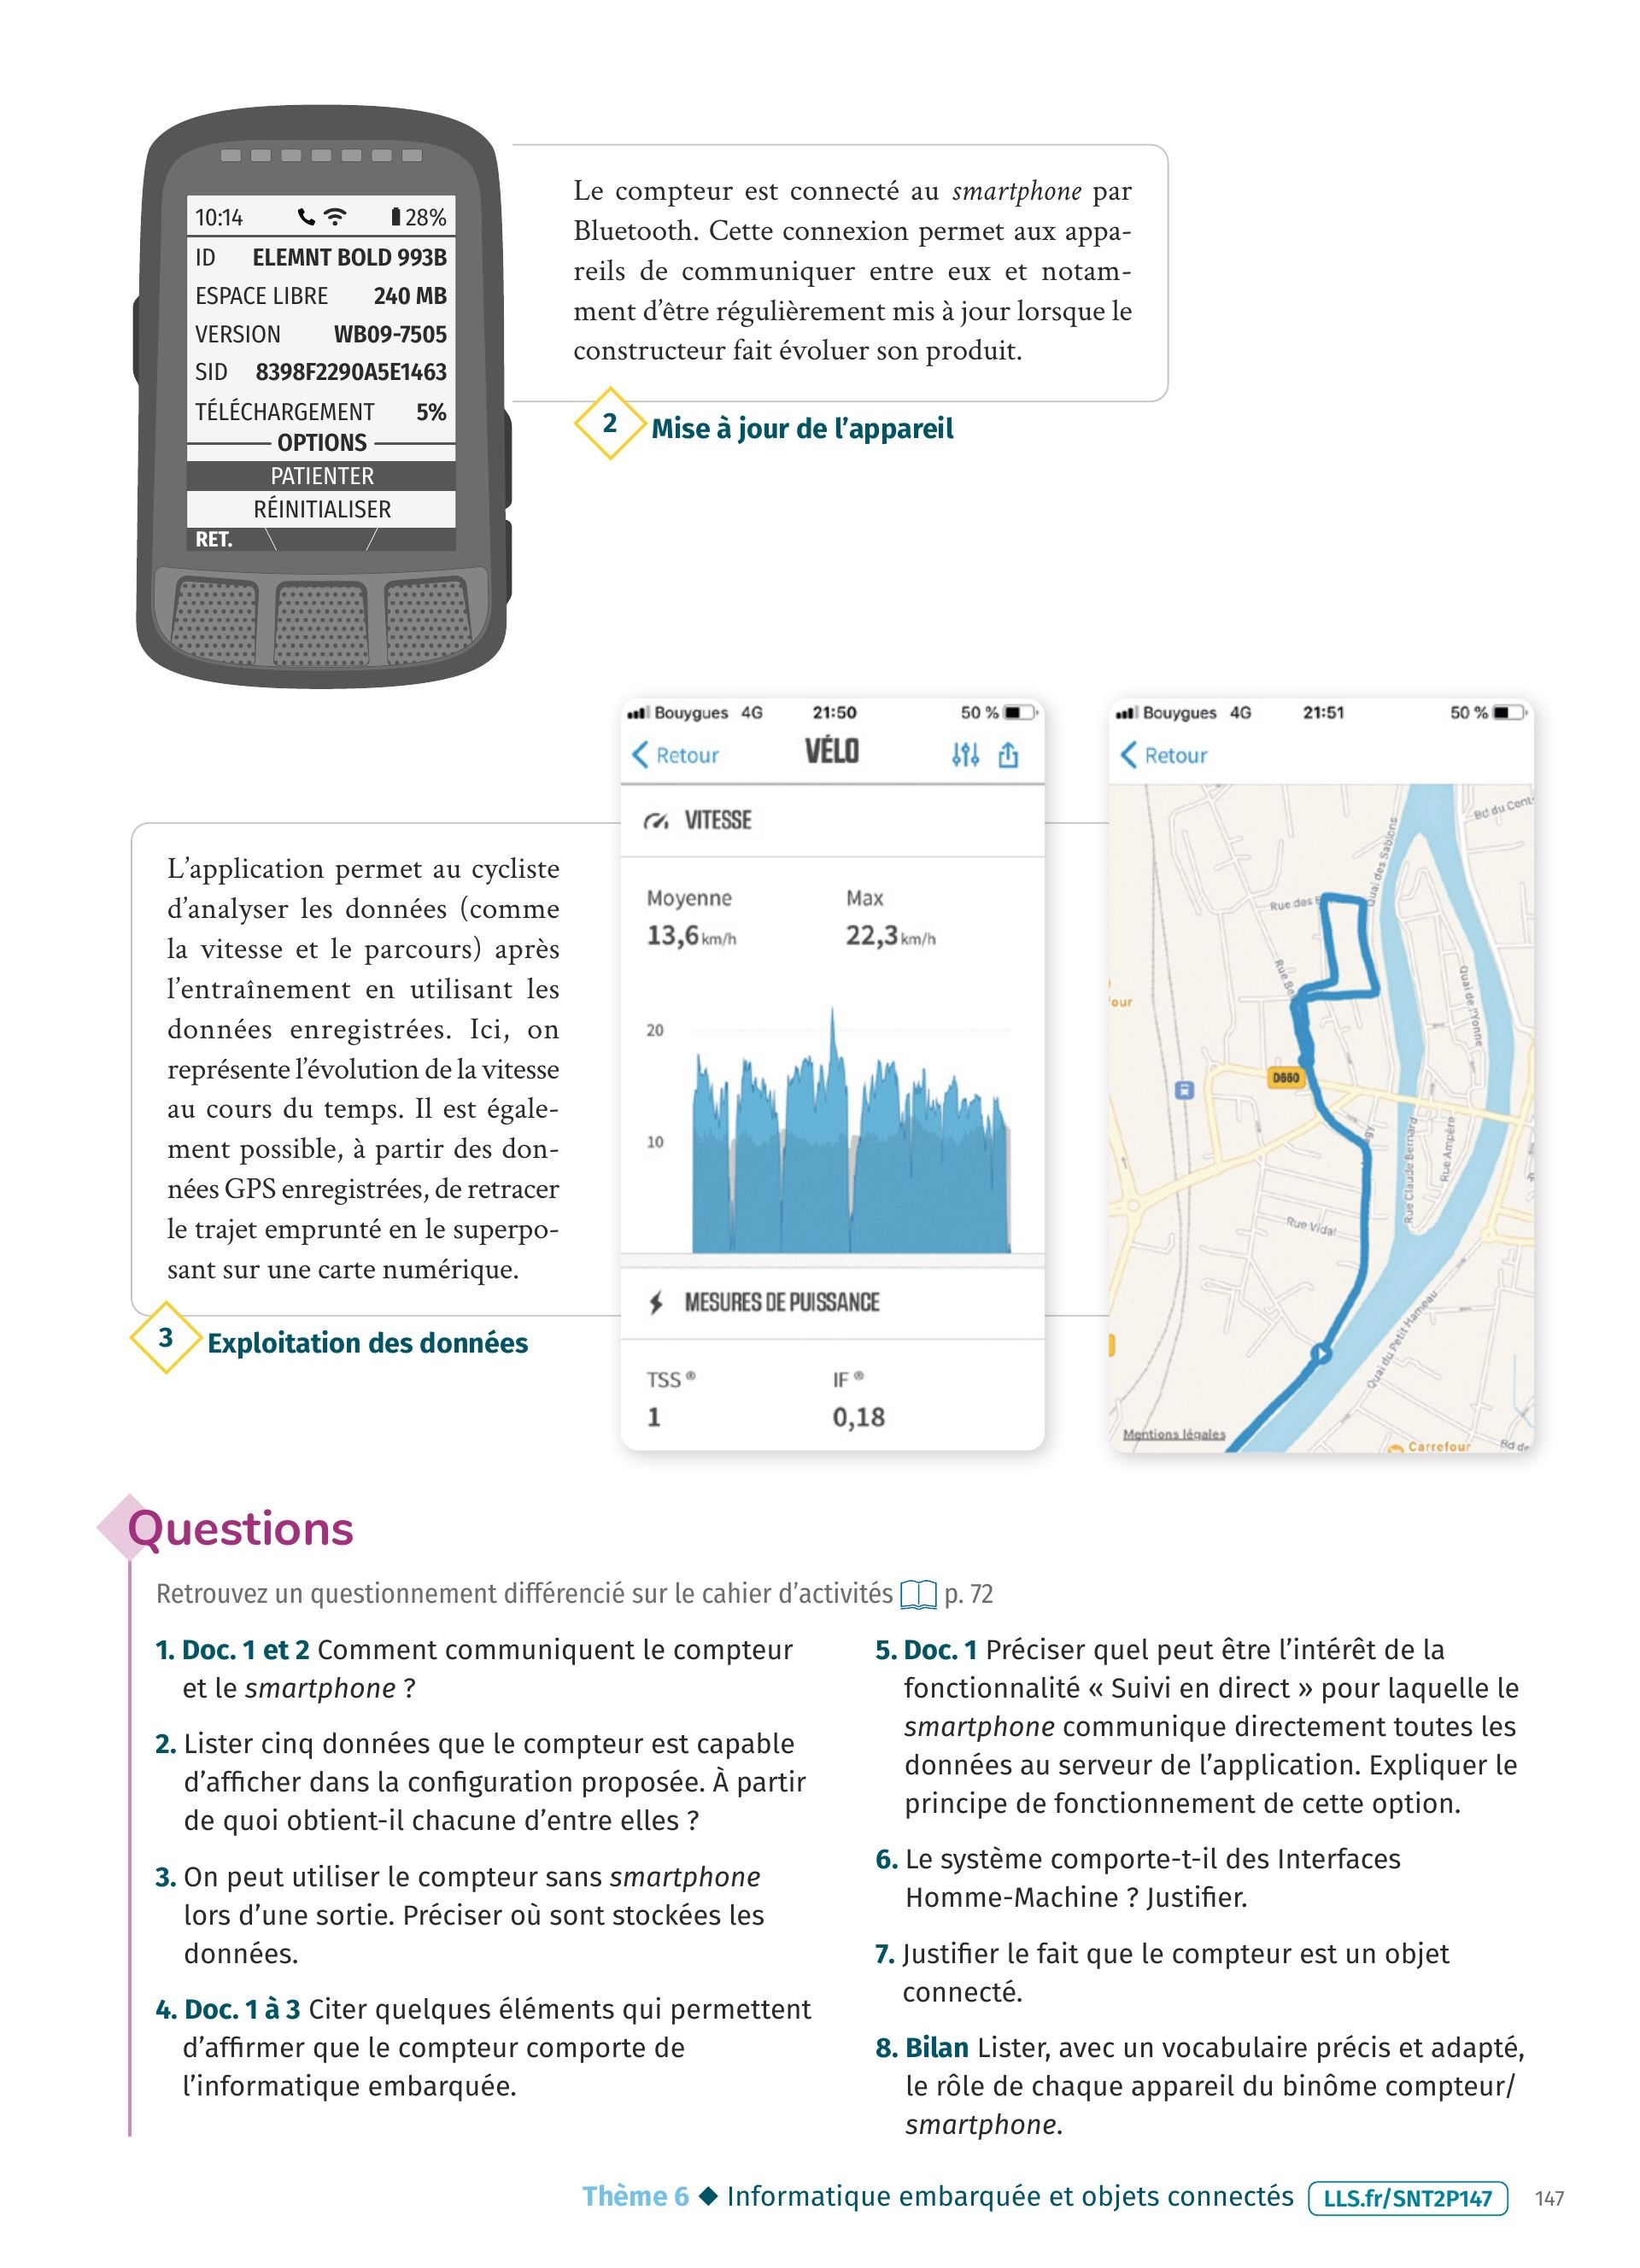 10:14 28%
ID ELEMNT BOLD 993B
ESPACE LIBRE 240 MB
VERSION WB09-7505
SID 8398F2290A5E1463
TÉLÉCHARGEMENT 5%
OPTIONS
PATIENTER
RÉINITIALISER
RET.
Le compteur est connecté au smartphone par
Bluetooth. Cette connexion permet aux appa-
reils de communiquer entre eux et notam-
ment d’être régulièrement mis à jour lorsque le
constructeur fait évoluer son produit.
2 Mise à jour de l’appareil
L’application permet au cycliste
d’analyser les données (comme
la vitesse et le parcours) après
l’entraînement en utilisant les
données enregistrées. Ici, on
représente l’évolution de la vitesse
au cours du temps. Il est égale-
ment possible, à partir des don-
nées GPS enregistrées, de retracer
le trajet emprunté en le superpo-
sant sur une carte numérique.
3 Exploitation des données
Bouygues 4G 21:50 50 %
Retour VÉLO
VITESSE
Moyenne Max
13,6 km/h 22,3 km/h
20
10
MESURES DE PUISSANCE
TSS ® IF ®
1 0,18
Bouygues 4G 21:51 50 %
Retour
Bd du Cent
Quai des Sablons
Rue des
Rue Be
Quai de l'Yonne
our
D660
Rue Claude Bernard
Rue Ampère
Rue Vidal
Quai du Petit Hameau
Mentions légales
Carrefour
Bd de
Questions
Retrouvez un questionnement différencié sur le cahier d’activités p. 72
1. Doc. 1 et 2 Comment communiquent le compteur
et le smartphone ?
2. Lister cinq données que le compteur est capable
d’afficher dans la configuration proposée. À partir
de quoi obtient-il chacune d’entre elles ?
3. On peut utiliser le compteur sans smartphone
lors d’une sortie. Préciser où sont stockées les
données.
4. Doc. 1 à 3 Citer quelques éléments qui permettent
d’affirmer que le compteur comporte de
l’informatique embarquée.
5. Doc. 1 Préciser quel peut être l’intérêt de la
fonctionnalité « Suivi en direct » pour laquelle le
smartphone communique directement toutes les
données au serveur de l’application. Expliquer le
principe de fonctionnement de cette option.
6. Le système comporte-t-il des Interfaces
Homme-Machine ? Justifier.
7. Justifier le fait que le compteur est un objet
connecté.
8. Bilan Lister, avec un vocabulaire précis et adapté,
le rôle de chaque appareil du binôme compteur/
smartphone.
Thème 6 ◆ Informatique embarquée et objets connectés LLS.fr/SNT2P147 147